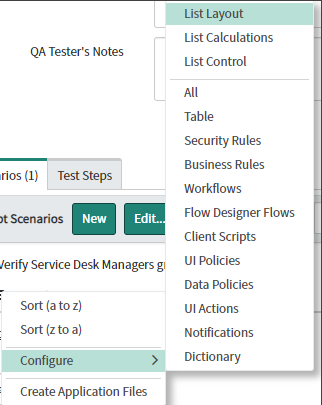 List Layout
List Calculations
List Control
QA Tester's Notes
All
Table
Security Rules
Business Rules
Workflows
Flow Designer Flows
Client Scripts
UI Policies
Data Policies
UI Actions
Notifications
Dictionary
(1)
Test Steps
Scenarios
New
Edit...
Verify Service Desk Managers
Sort (a to z)
Sort (z to a)
Configure
Create Application Files